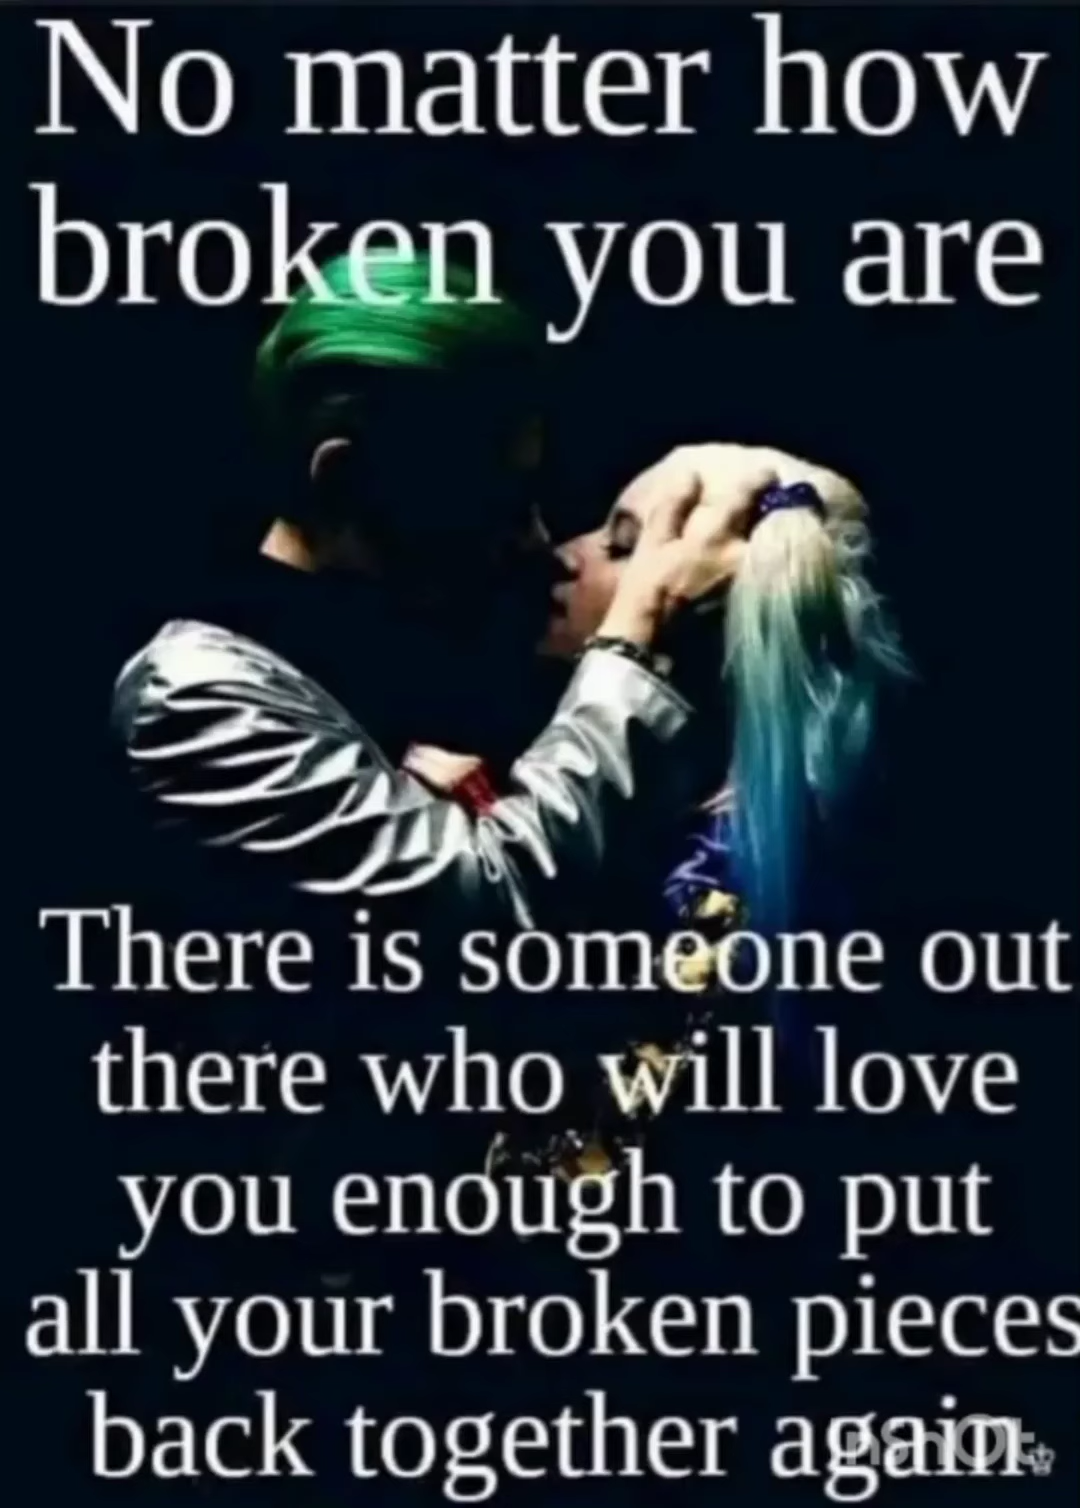 No matter how
broken you are
There is someone out
there who will love
you enough to put
all your broken pieces
back together again.